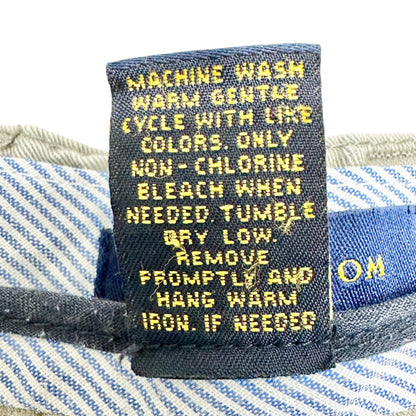 MACHINE WASH
WARM GENTLE
CYCLE WITH LIKE
COLORS. ONLY
NON-CHLORINE
BLEACH WHEN
NEEDED. TUMBLE
DRY LOW.
REMOVE
PROMPTLY AND
HANG WARM
IRON. IF NEEDED